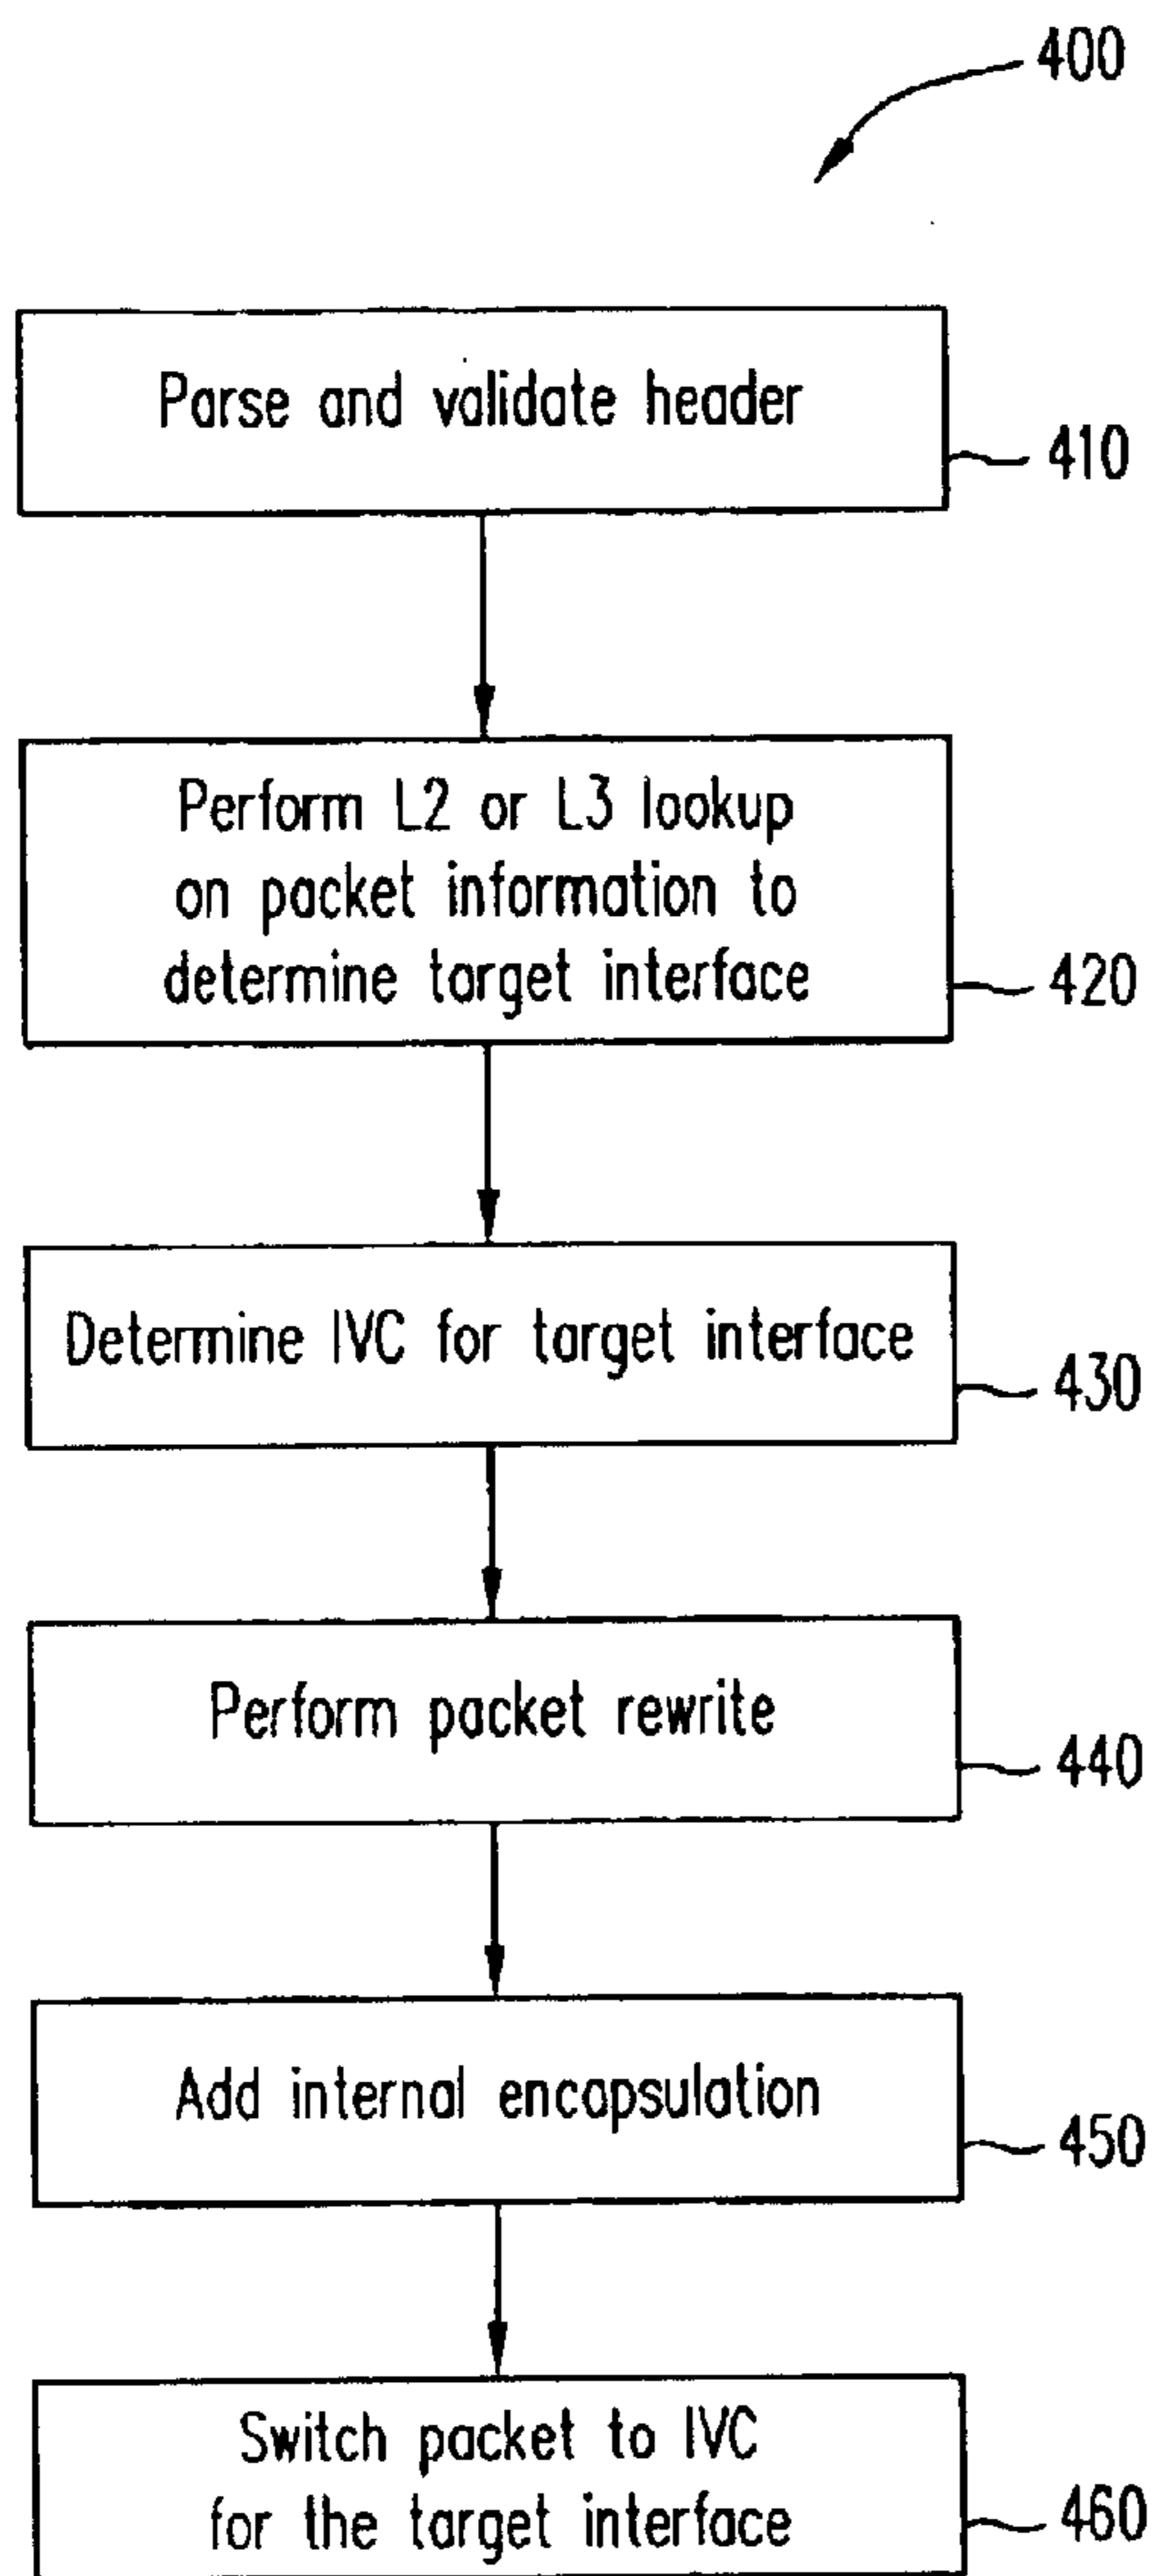 400
Parse and validate header
410
Perform L2 or L3 lookup
on packet information to
determine target interface
420
Determine IVC for target interface
430
Perform packet rewrite
440
Add internal encapsulation
450
Switch packet to IVC
for the target interface
460